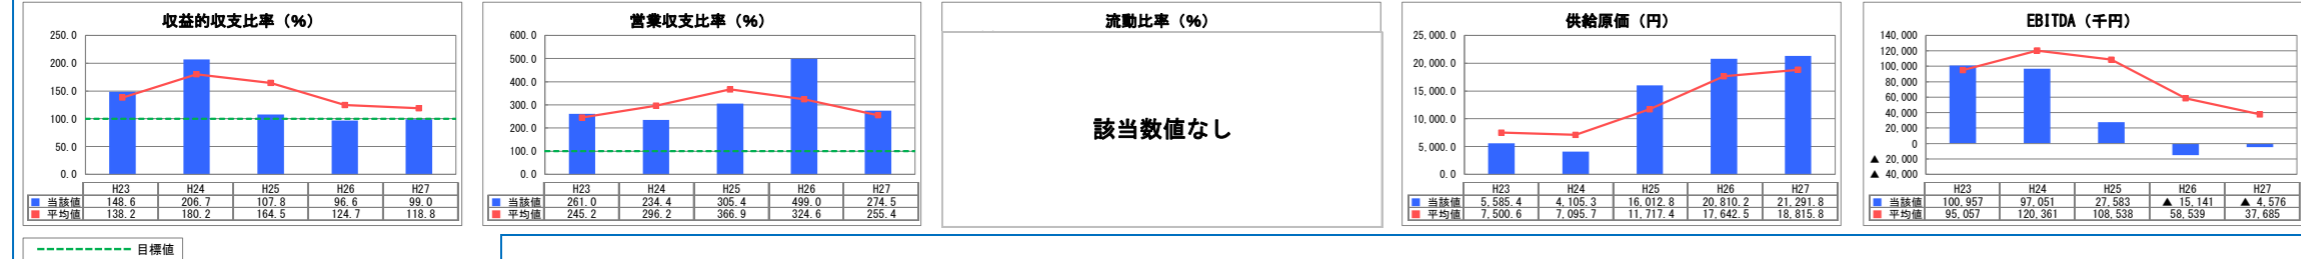 収益的収支比率（%）
250.0
200.0
150.0
100.0
50.0
0.0
H23 H24 H25 H26 H27
当該値 148.6 206.7 107.8 96.6 99.0
平均値 138.2 180.2 164.5 124.7 118.8
営業収支比率（%）
600.0
500.0
400.0
300.0
200.0
100.0
0.0
H23 H24 H25 H26 H27
当該値 261.0 234.4 305.4 499.0 274.5
平均値 245.2 296.2 366.9 324.6 255.4
流動比率（%）
該当数値なし
供給原価（円）
25,000.0
20,000.0
15,000.0
10,000.0
5,000.0
0.0
H23 H24 H25 H26 H27
当該値 5,585.4 4,105.3 16,012.8 20,810.2 21,291.8
平均値 7,500.6 7,095.7 11,717.4 17,642.5 18,815.8
EBITDA（千円）
140,000
120,000
100,000
80,000
60,000
40,000
20,000
0
▲ 20,000
▲ 40,000
H23 H24 H25 H26 H27
当該値 100,957 97,051 27,583 ▲ 15,141 ▲ 4,576
平均値 95,057 120,361 108,538 58,539 37,685
目標値